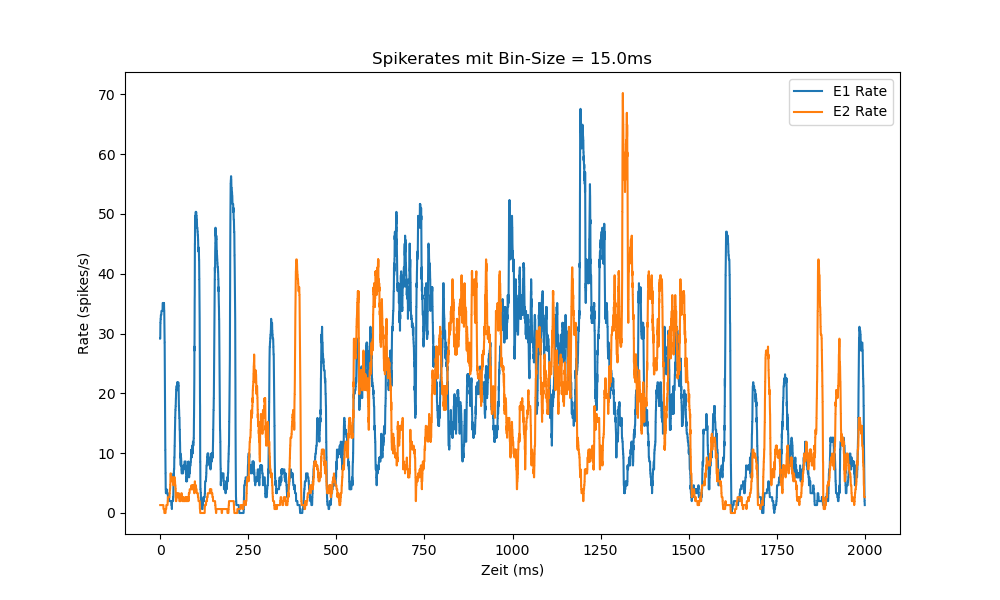 Spikerates mit Bin-Size = 15.0ms
E1 Rate
E2 Rate
70
60
50
40
30
20
10
0
Rate (spikes/s)
0 250 500 750 1000 1250 1500 1750 2000
Zeit (ms)